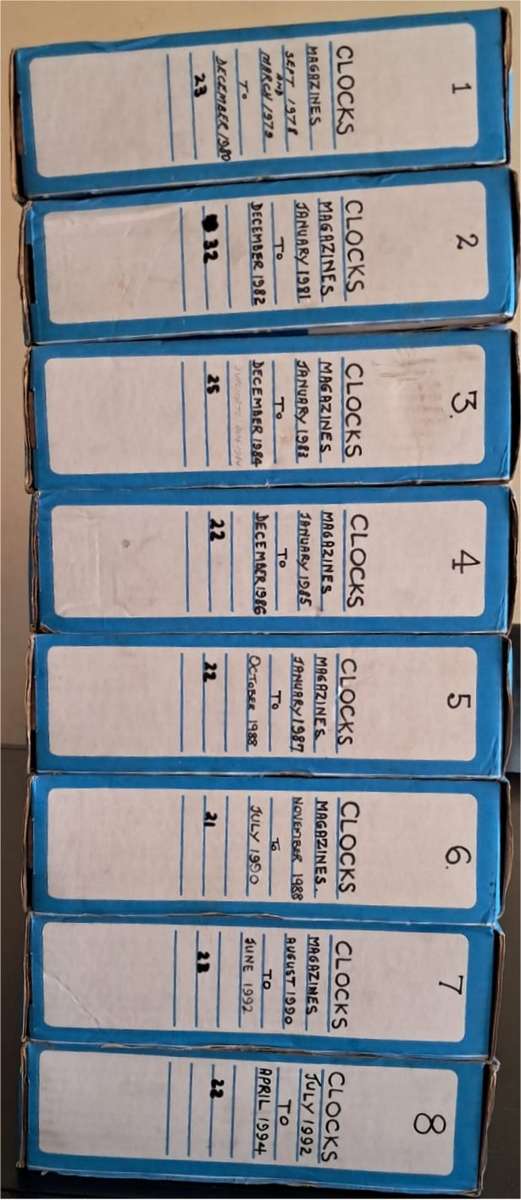 1
CLOCKS
MAGAZINES
SEPT 1978
AND
MARCH 1979
TO
DECEMBER 1980
23
2
CLOCKS
MAGAZINES
JANUARY 1981
TO
DECEMBER 1982
32
3.
CLOCKS
MAGAZINES
JANUARY 1983
TO
DECEMBER 1984
25
4
CLOCKS
MAGAZINES
JANUARY 1985
TO
DECEMBER 1986
22
5
CLOCKS
MAGAZINES
JANUARY 1987
TO
OCTOBER 1988
22
6.
CLOCKS
MAGAZINES
NOVEMBER 1988
TO
JULY 1990
21
7
CLOCKS
MAGAZINES
AUGUST 1990
TO
JUNE 1992
23
8
CLOCKS
JULY 1992
TO
APRIL 1994
22